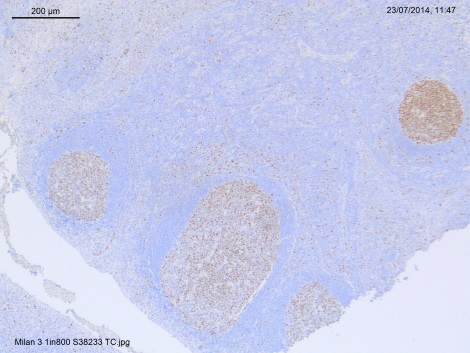 200 µm
23/07/2014, 11:47
Milan 3 1in800 S38233 TC.jpg